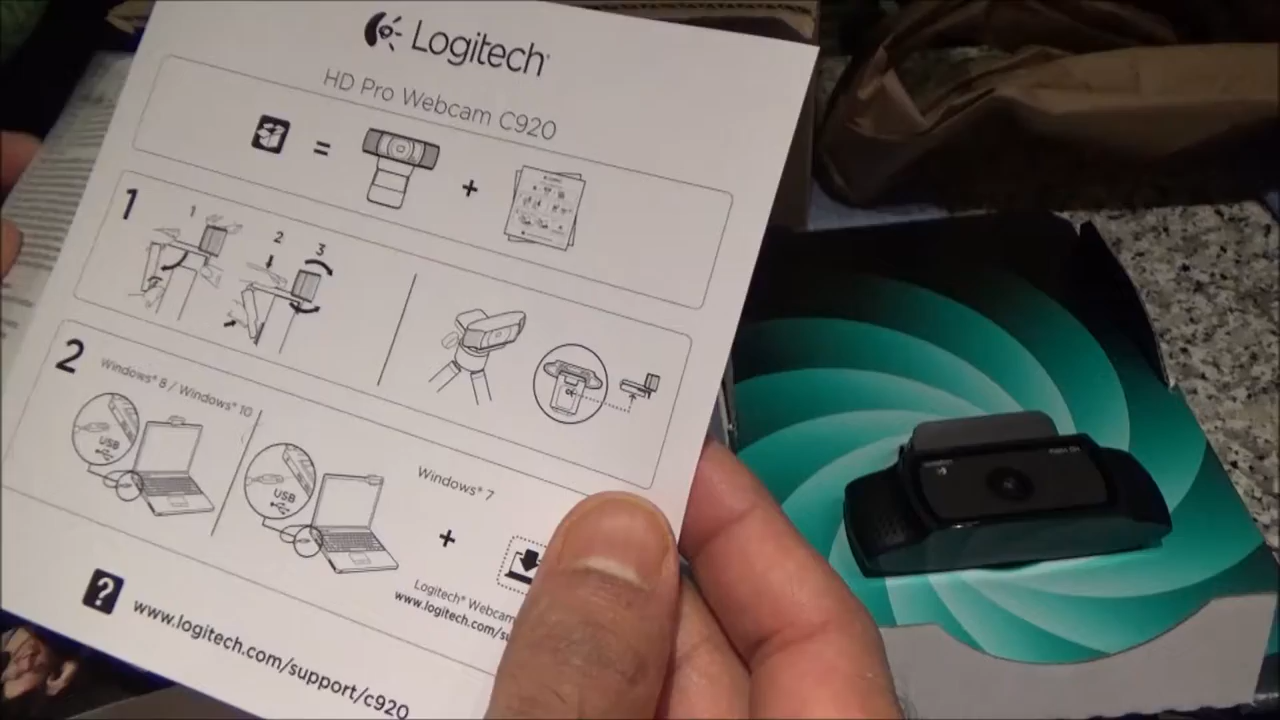 Logitech
HD Pro Webcam C920
=
+
1
1
2
3
2
Windows® 8 / Windows® 10
USB
USB
Windows® 7
+
Logitech® Webcam
www.logitech.com/su
?
www.logitech.com/support/c920